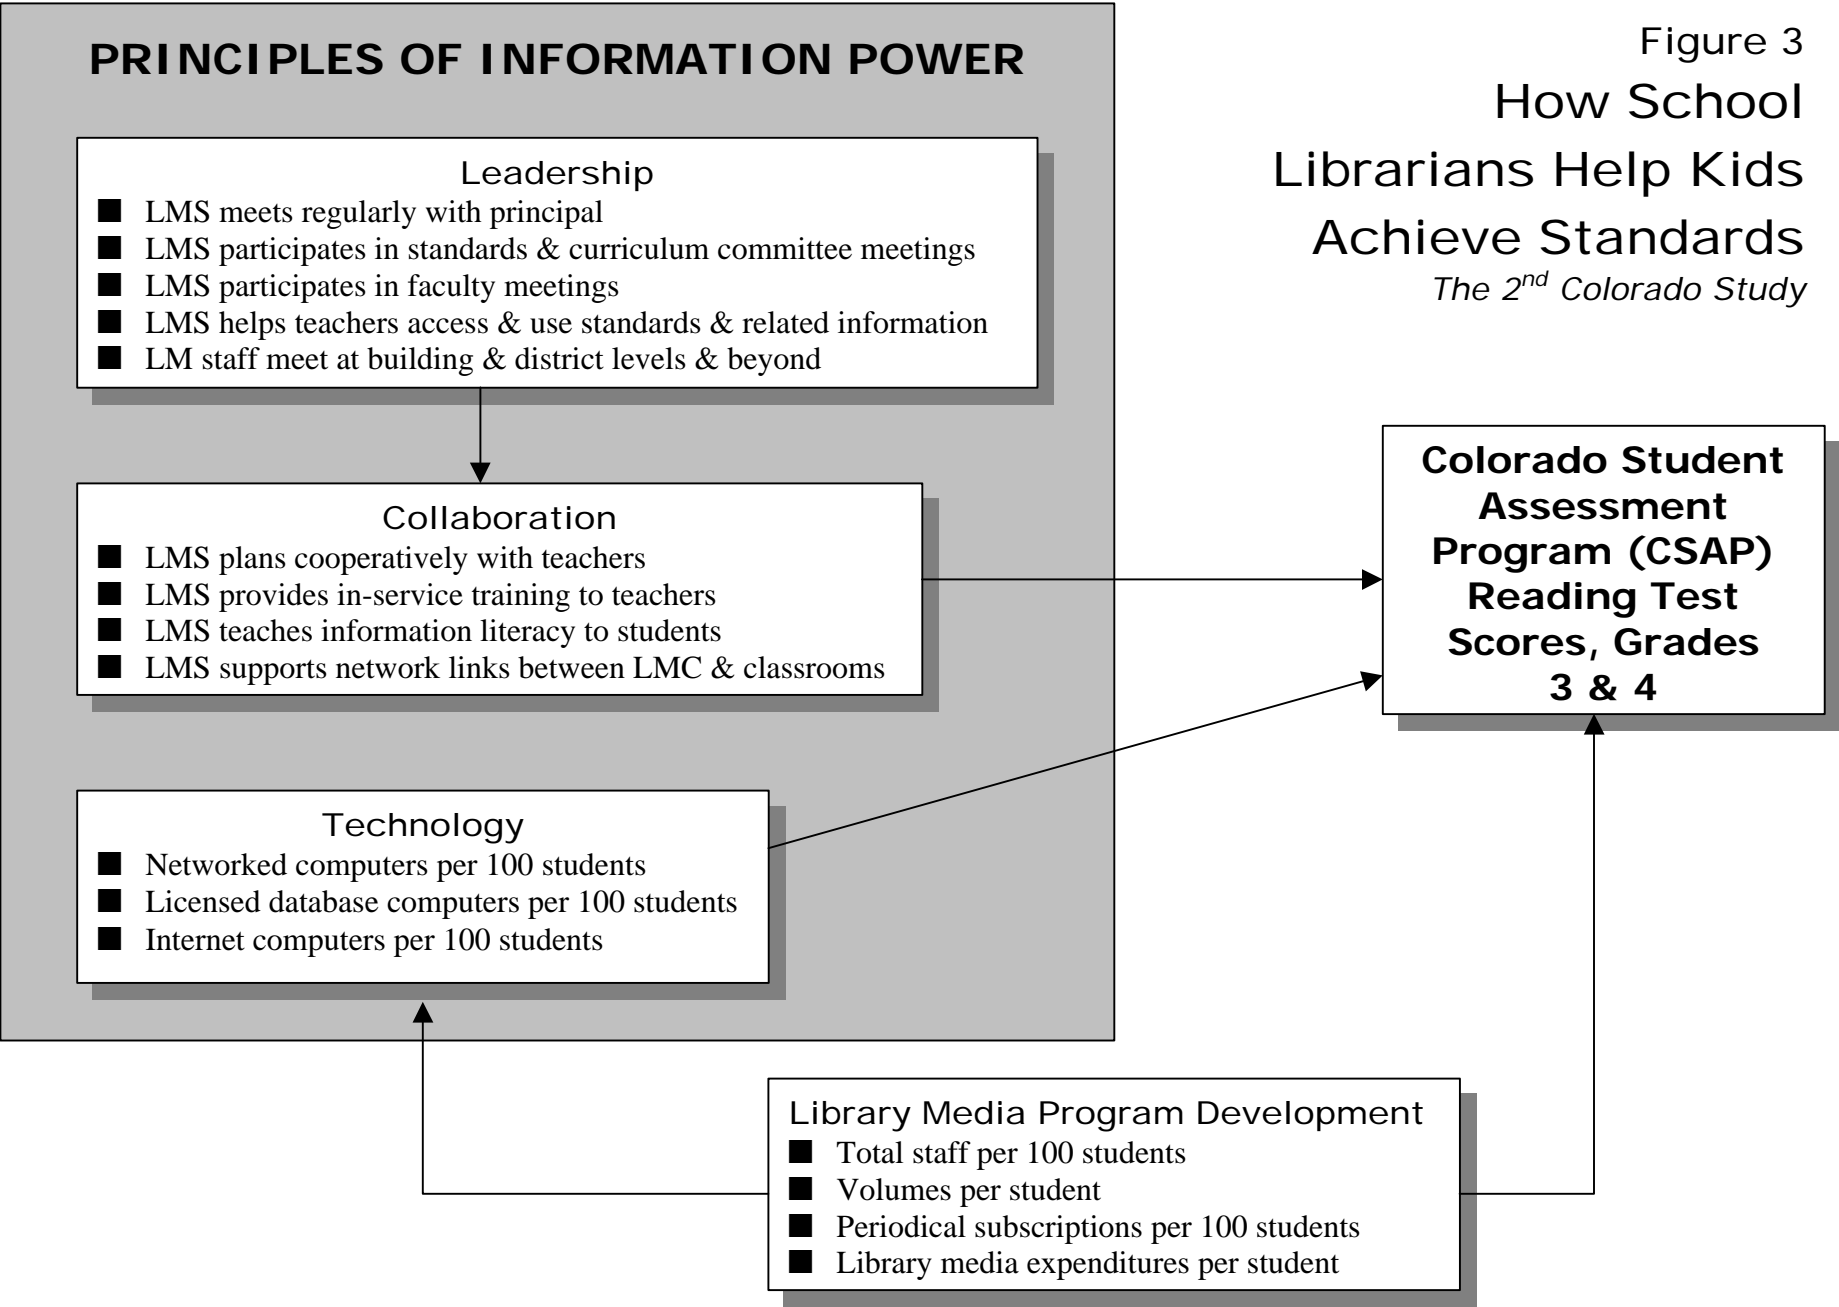 PRINCIPLES OF INFORMATION POWER
Figure 3
How School
Librarians Help Kids
Achieve Standards
The 2nd Colorado Study
Leadership
■ LMS meets regularly with principal
■ LMS participates in standards & curriculum committee meetings
■ LMS participates in faculty meetings
■ LMS helps teachers access & use standards & related information
■ LM staff meet at building & district levels & beyond
Collaboration
■ LMS plans cooperatively with teachers
■ LMS provides in-service training to teachers
■ LMS teaches information literacy to students
■ LMS supports network links between LMC & classrooms
Colorado Student
Assessment
Program (CSAP)
Reading Test
Scores, Grades
3 & 4
Technology
■ Networked computers per 100 students
■ Licensed database computers per 100 students
■ Internet computers per 100 students
Library Media Program Development
■ Total staff per 100 students
■ Volumes per student
■ Periodical subscriptions per 100 students
■ Library media expenditures per student